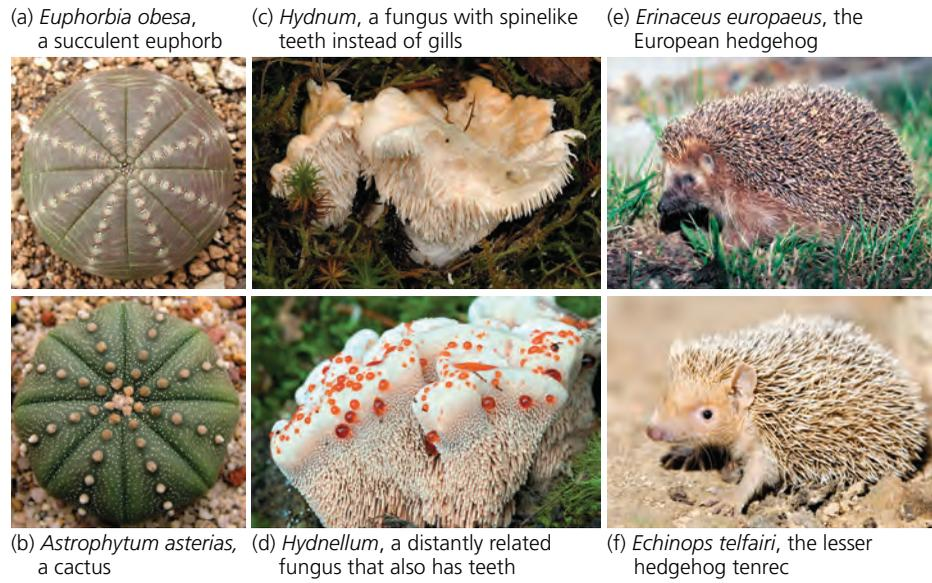 (a) Euphorbia obesa,
a succulent euphorb
(c) Hydnum, a fungus with spinelike
teeth instead of gills
(e) Erinaceus europaeus, the
European hedgehog
(b) Astrophytum asterias,
a cactus
(d) Hydnellum, a distantly related
fungus that also has teeth
(f) Echinops telfairi, the lesser
hedgehog tenrec